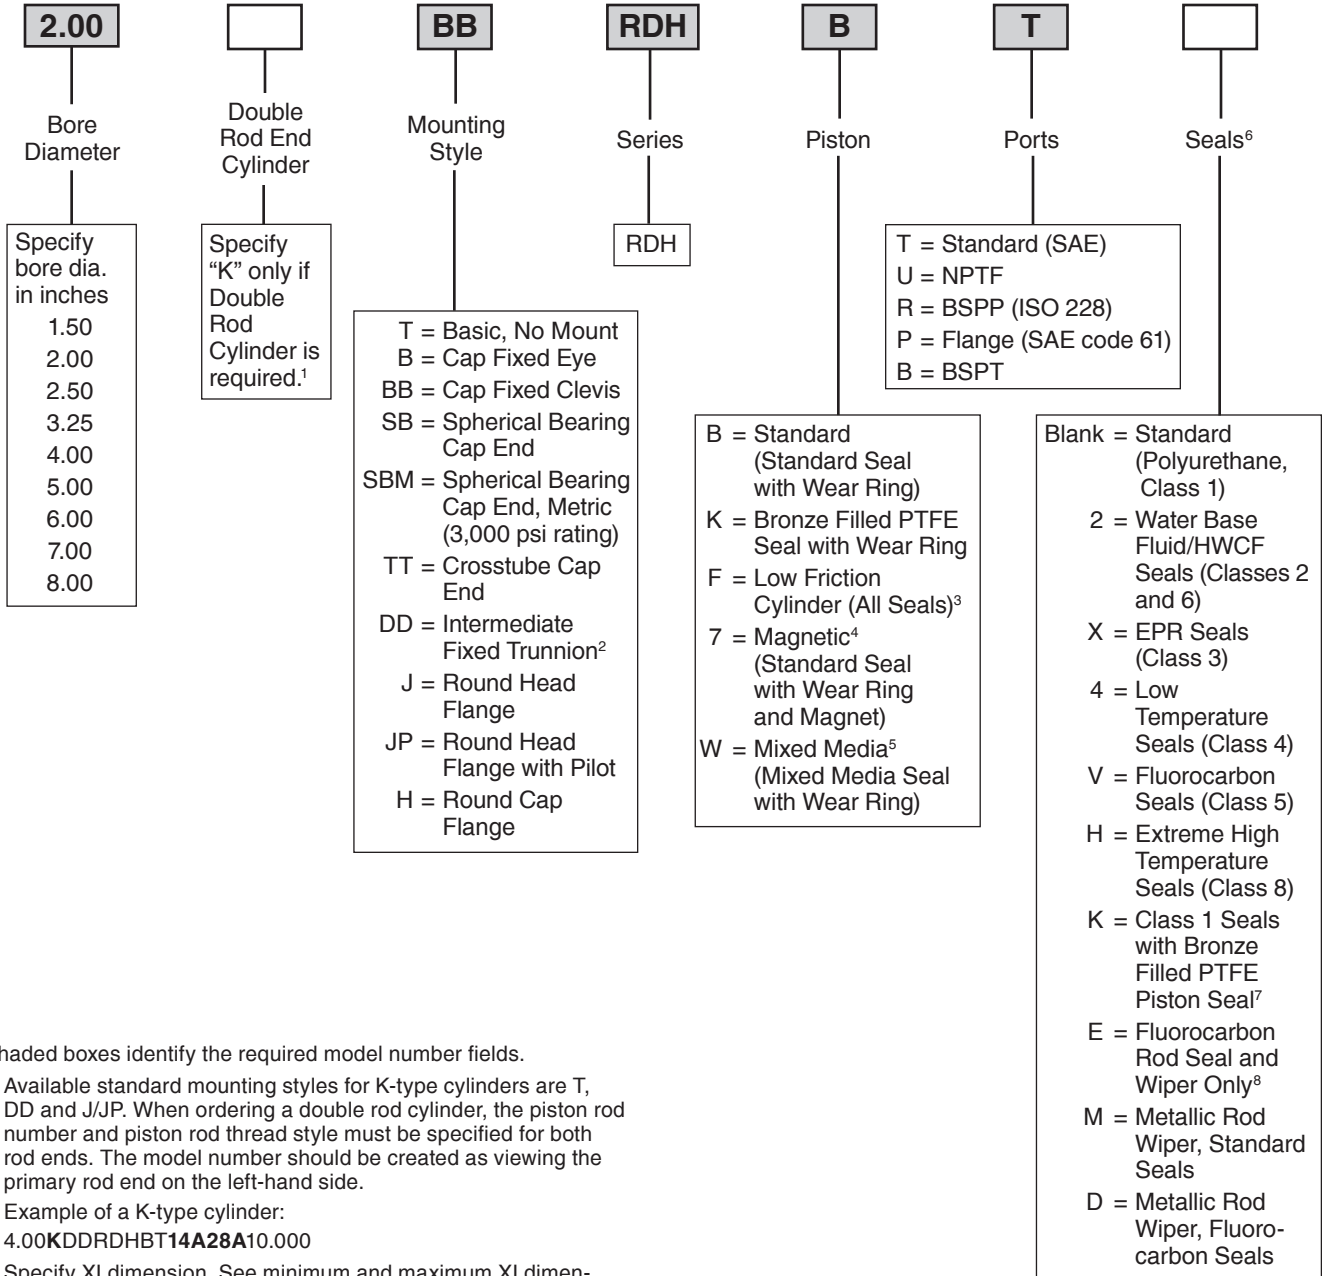 2.00
BB
RDH
B
T
Bore
Diameter
Double
Rod End
Cylinder
Mounting
Style
Series
Piston
Ports
Seals⁶
Specify
bore dia.
in inches
1.50
2.00
2.50
3.25
4.00
5.00
6.00
7.00
8.00
Specify
“K” only if
Double
Rod
Cylinder is
required.¹
T = Basic, No Mount
B = Cap Fixed Eye
BB = Cap Fixed Clevis
SB = Spherical Bearing
Cap End
SBM = Spherical Bearing
Cap End, Metric
(3,000 psi rating)
TT = Crosstube Cap
End
DD = Intermediate
Fixed Trunnion²
J = Round Head
Flange
JP = Round Head
Flange with Pilot
H = Round Cap
Flange
RDH
B = Standard
(Standard Seal
with Wear Ring)
K = Bronze Filled PTFE
Seal with Wear Ring
F = Low Friction
Cylinder (All Seals)³
7 = Magnetic⁴
(Standard Seal
with Wear Ring
and Magnet)
W = Mixed Media⁵
(Mixed Media Seal
with Wear Ring)
T = Standard (SAE)
U = NPTF
R = BSPP (ISO 228)
P = Flange (SAE code 61)
B = BSPT
Blank = Standard
(Polyurethane,
Class 1)
2 = Water Base
Fluid/HWCF
Seals (Classes 2
and 6)
X = EPR Seals
(Class 3)
4 = Low
Temperature
Seals (Class 4)
V = Fluorocarbon
Seals (Class 5)
H = Extreme High
Temperature
Seals (Class 8)
K = Class 1 Seals
with Bronze
Filled PTFE
Piston Seal⁷
E = Fluorocarbon
Rod Seal and
Wiper Only⁸
M = Metallic Rod
Wiper, Standard
Seals
D = Metallic Rod
Wiper, Fluoro-
carbon Seals
haded boxes identify the required model number fields.
Available standard mounting styles for K-type cylinders are T,
DD and J/JP. When ordering a double rod cylinder, the piston rod
number and piston rod thread style must be specified for both
rod ends. The model number should be created as viewing the
primary rod end on the left-hand side.
Example of a K-type cylinder:
4.00KDDRDHBT14A28A10.000
Specify XI dimension. See minimum and maximum XI dimen-